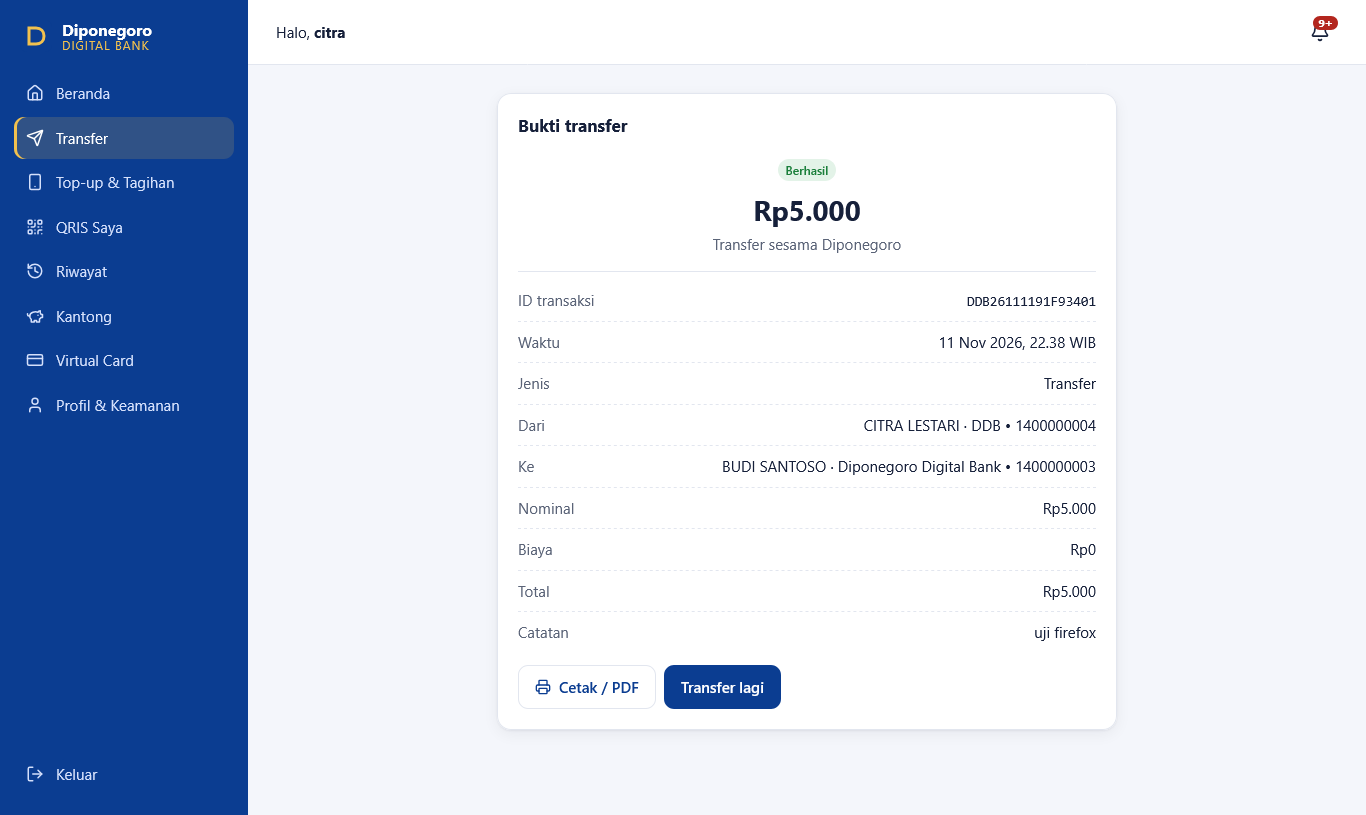 Diponegoro
DIGITAL BANK
Beranda
Transfer
Top-up & Tagihan
QRIS Saya
Riwayat
Kantong
Virtual Card
Profil & Keamanan
Keluar
Halo, citra
9+
Bukti transfer
Berhasil
Rp5.000
Transfer sesama Diponegoro
ID transaksi DDB26111191F93401
Waktu 11 Nov 2026, 22.38 WIB
Jenis Transfer
Dari CITRA LESTARI · DDB • 1400000004
Ke BUDI SANTOSO · Diponegoro Digital Bank • 1400000003
Nominal Rp5.000
Biaya Rp0
Total Rp5.000
Catatan uji firefox
Cetak / PDF
Transfer lagi